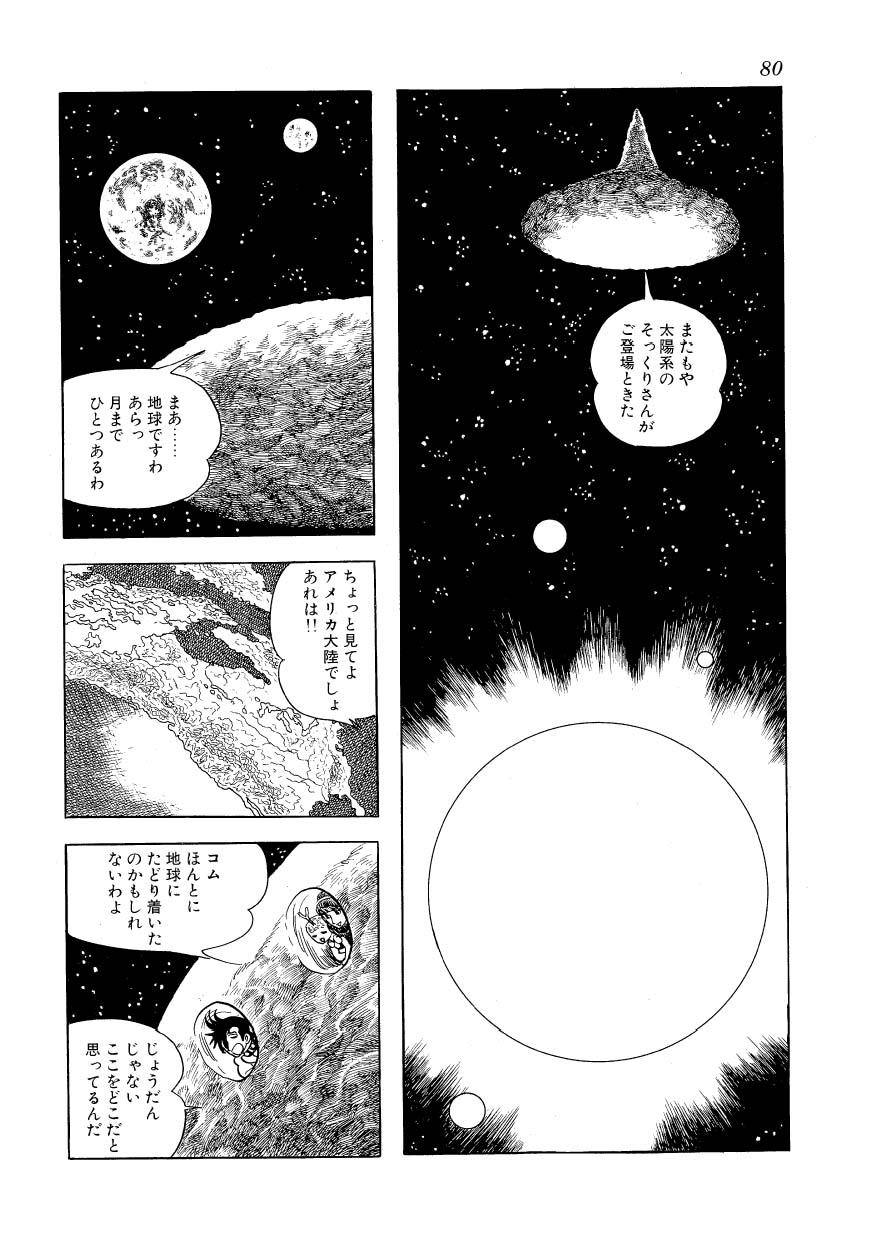 80
またもや
太陽系の
そっくりさんが
ご登場ときた
まあ……
地球ですわ
あらっ
月まで
ひとつあるわ
ちょっと見てよ
アメリカ大陸でしょ
あれは!!
コム
ほんとに
地球に
たどり着いた
のかもしれ
ないわよ
じょうだん
じゃない
ここをどこだと
思ってるんだ